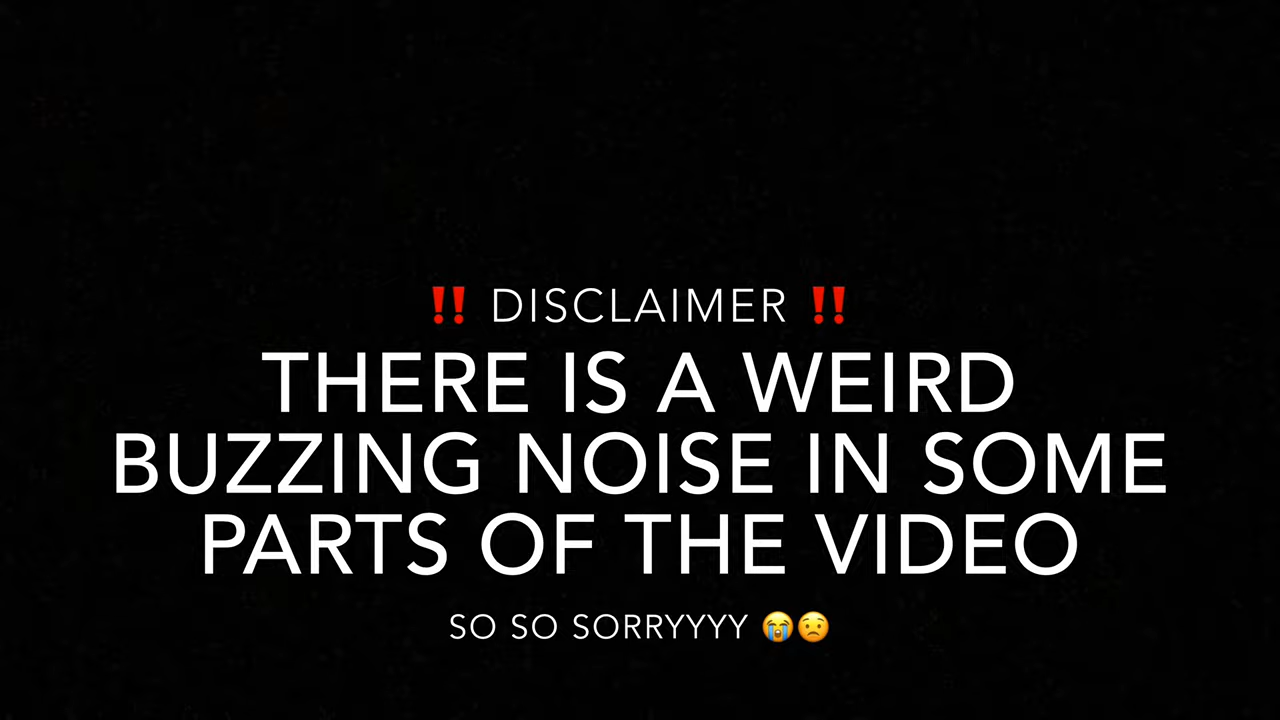 ‼️ DISCLAIMER ‼️
THERE IS A WEIRD
BUZZING NOISE IN SOME
PARTS OF THE VIDEO
SO SO SORRYYYY 😭😟